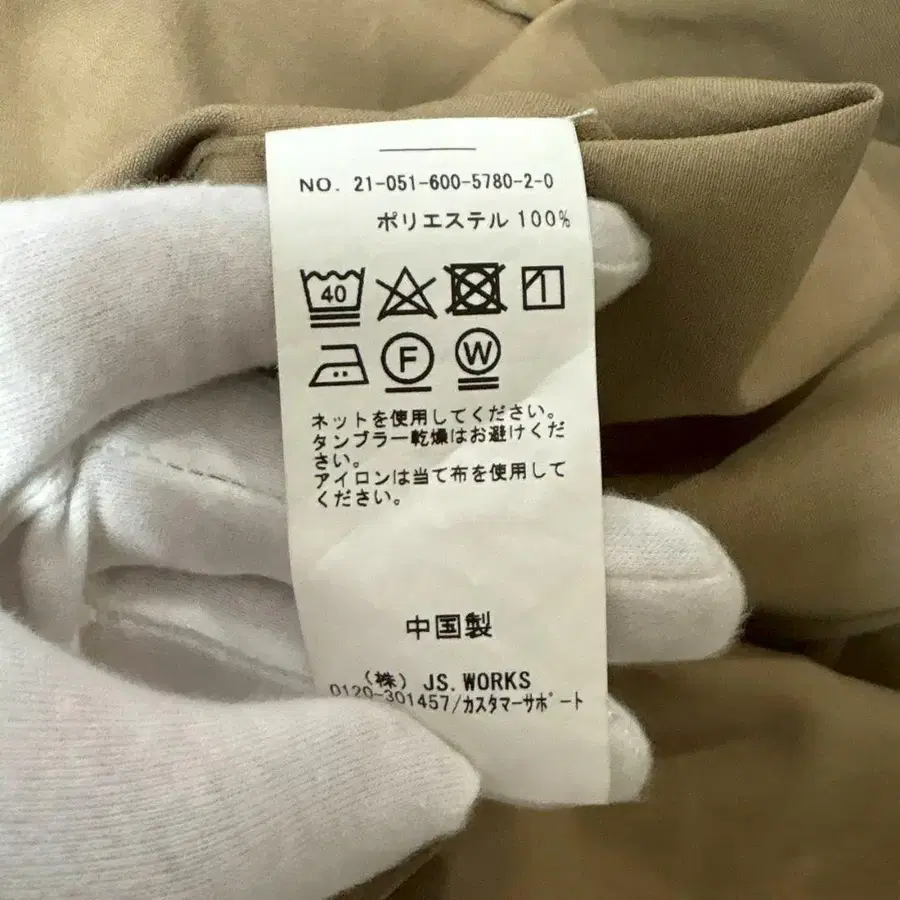 NO. 21-051-600-5780-2-0
ポリエステル 100%
40
F W
ネットを使用してください。
タンブラー乾燥はお避けくだ
さい。
アイロンは当て布を使用して
ください。
中国製
(株) JS.WORKS
0120-301457/カスタマーサポート